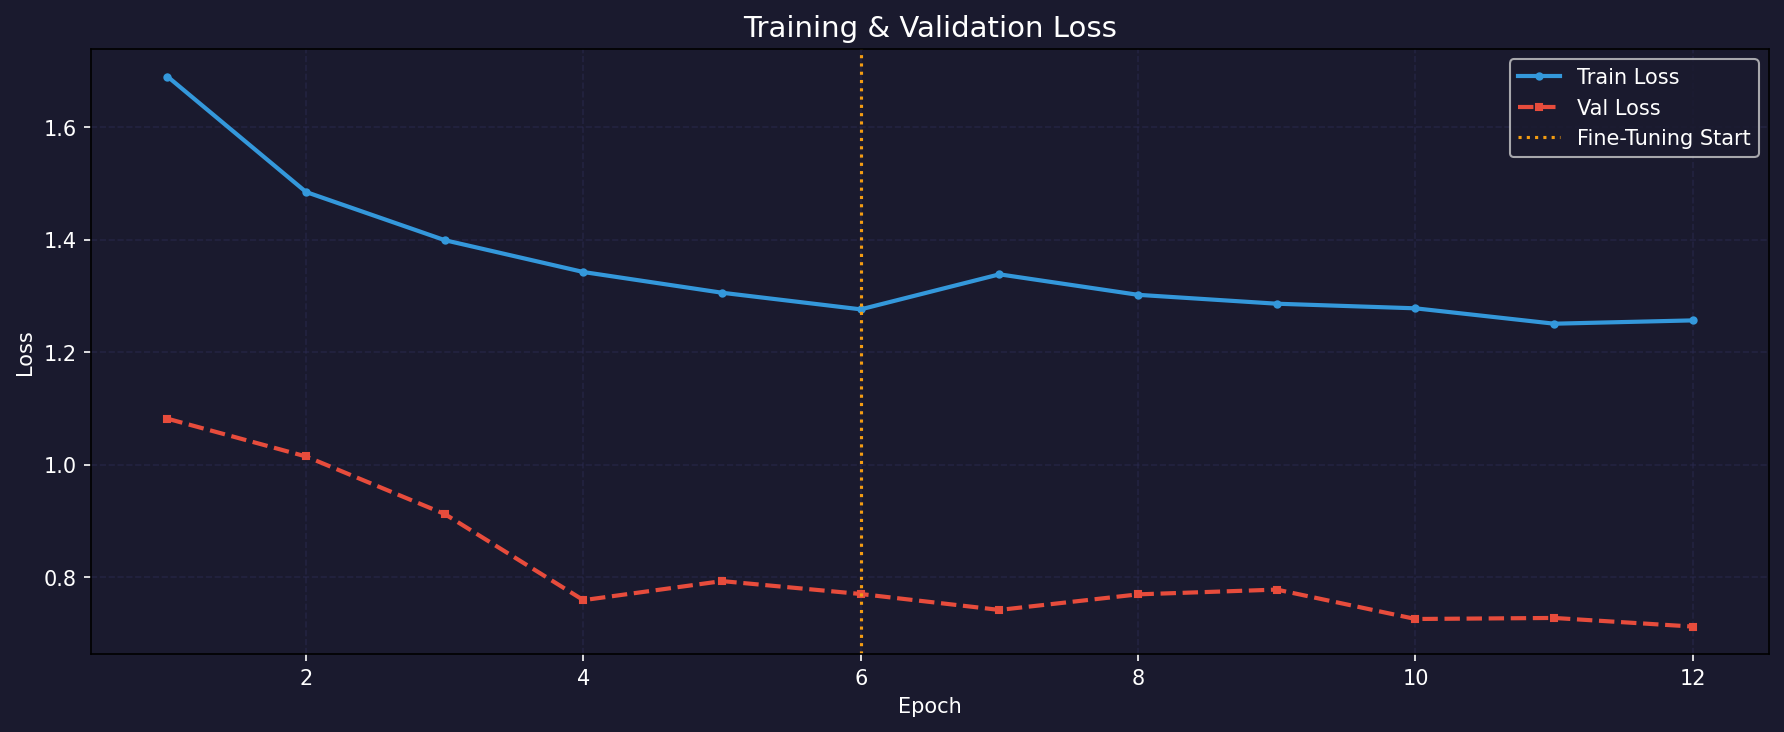 Training & Validation Loss
Train Loss
Val Loss
Fine-Tuning Start
Loss
1.6
1.4
1.2
1.0
0.8
2 4 6 8 10 12
Epoch